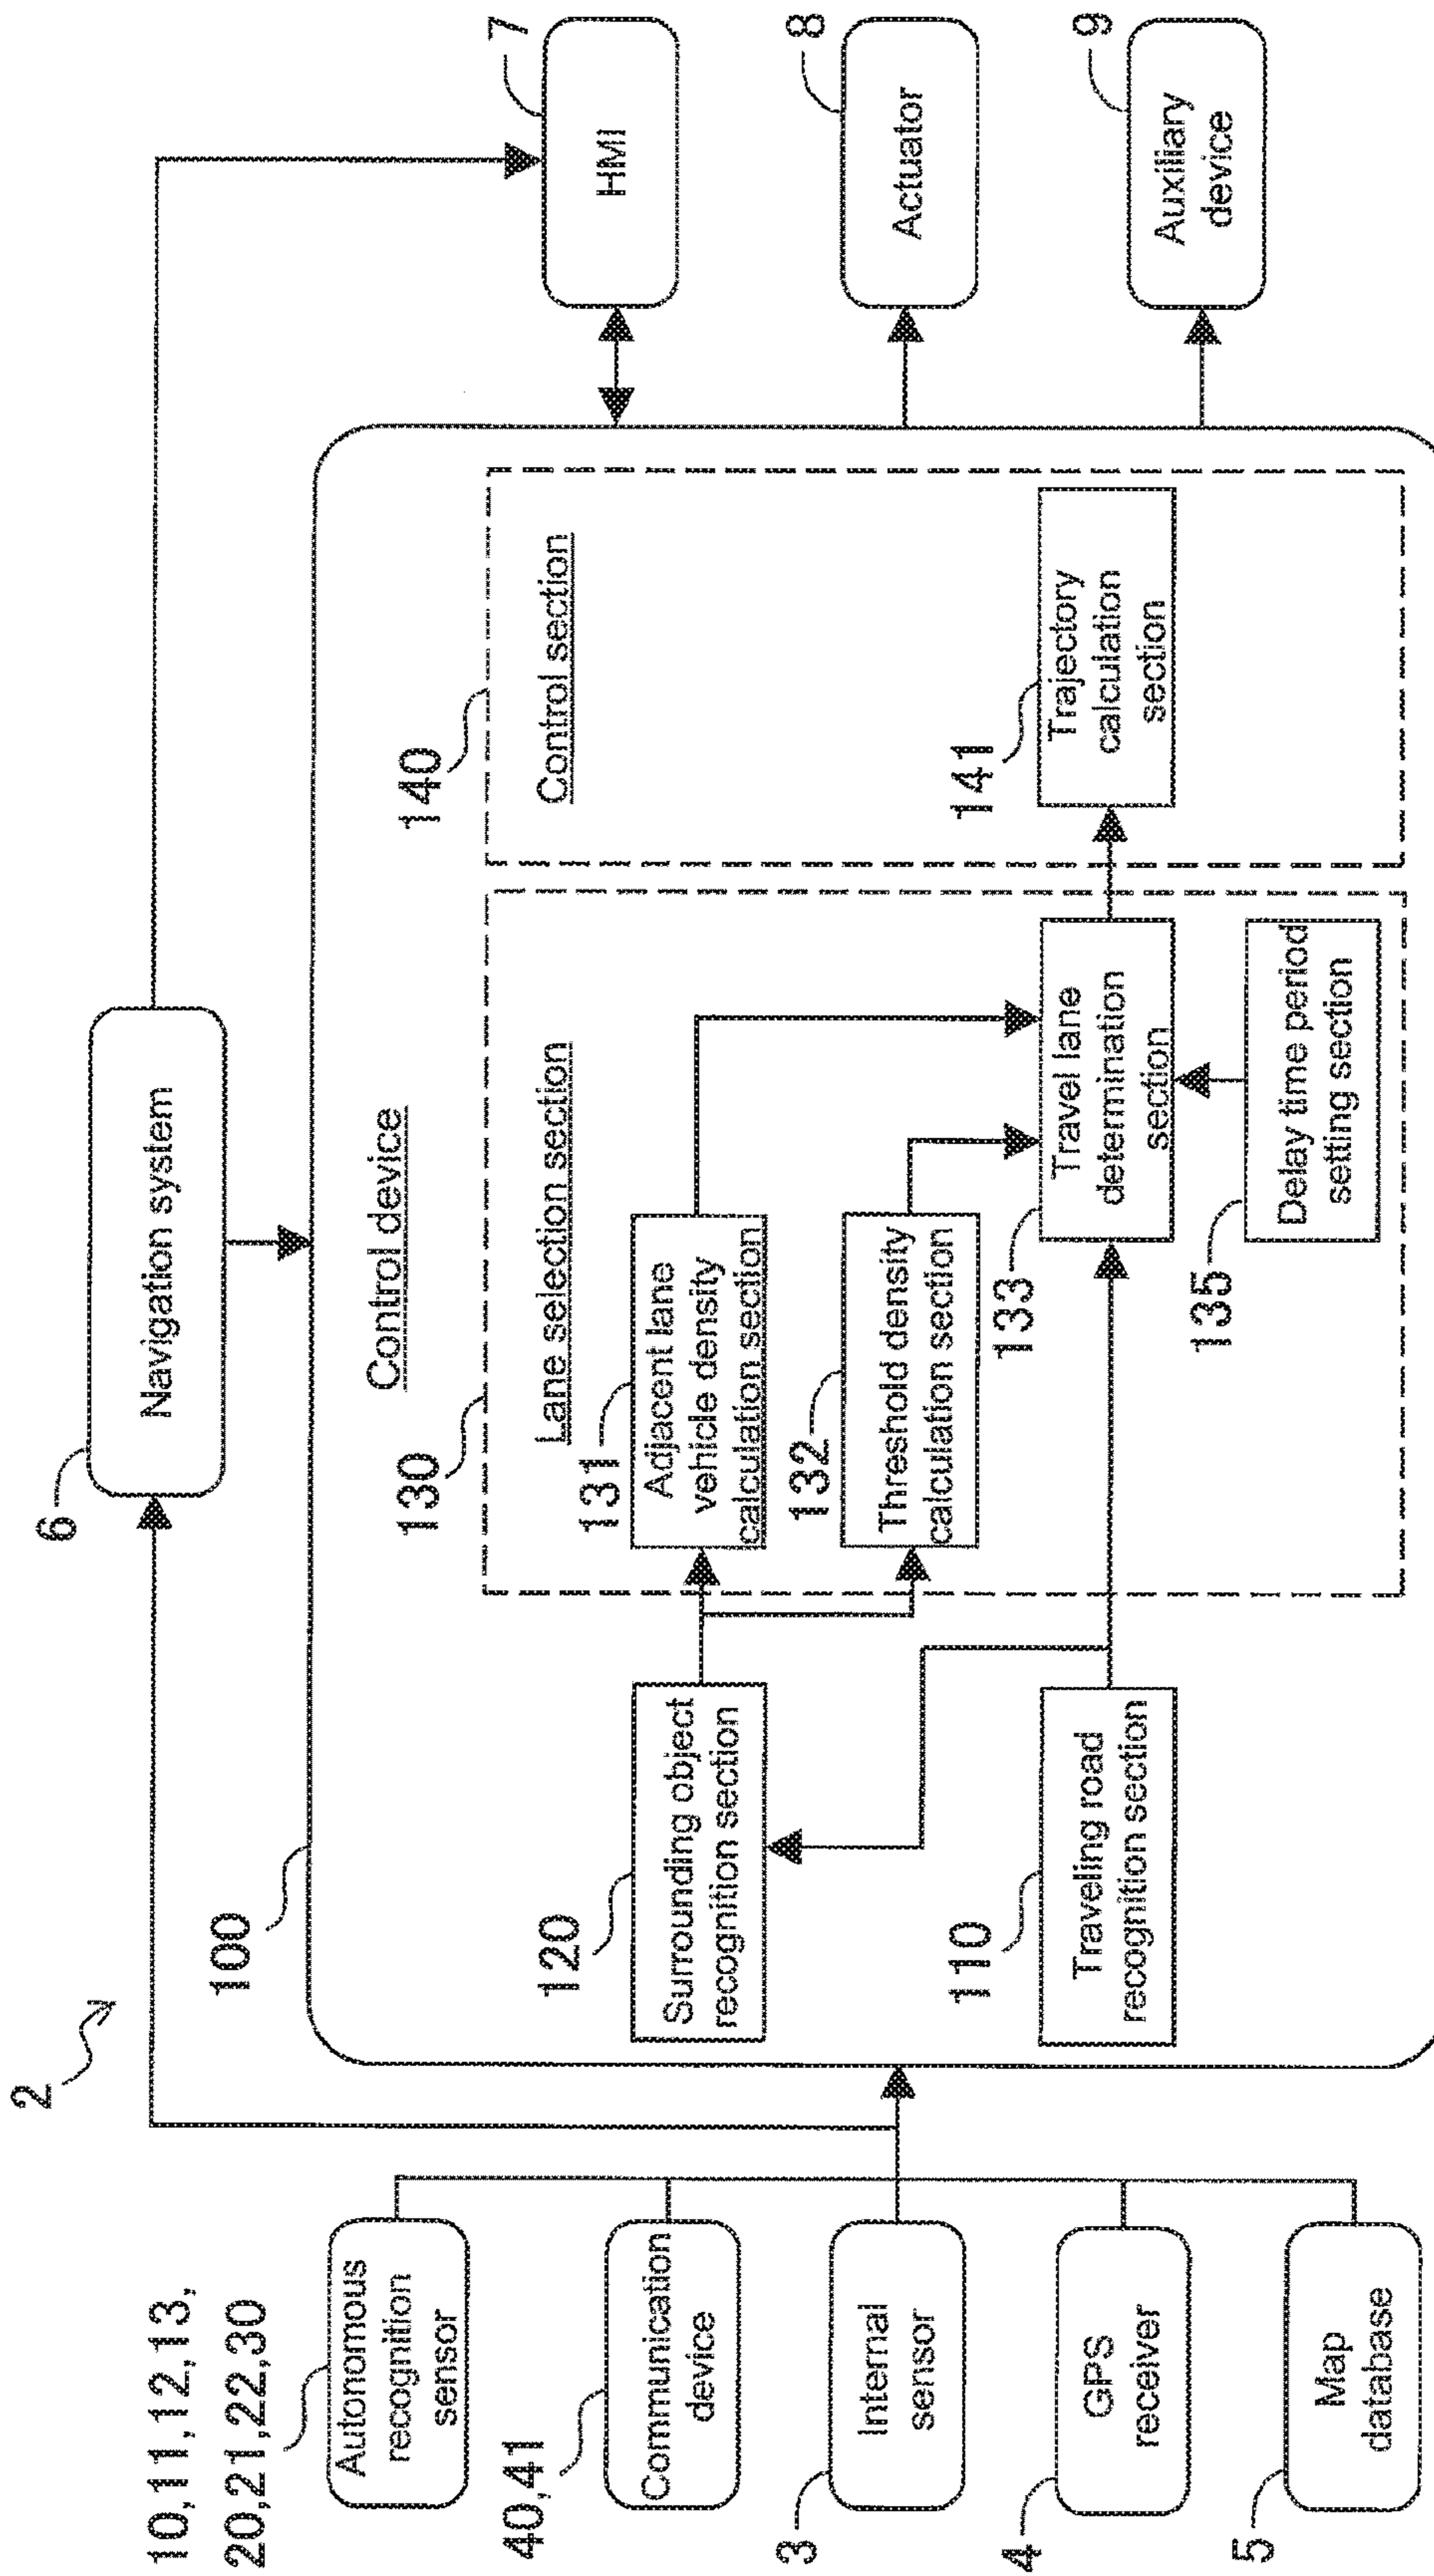 2
10,11,12,13,
20,21,22,30
Autonomous
recognition
sensor
40,41
Communication
device
3
Internal
sensor
4
GPS
receiver
5
Map
database
6
Navigation system
100
Control device
120
Surrounding object
recognition section
110
Traveling road
recognition section
130
Lane selection section
131
Adjacent lane
vehicle density
calculation section
132
Threshold density
calculation section
133
Travel lane
determination
section
135
Delay time period
setting section
140
Control section
141
Trajectory
calculation
section
7
HMI
8
Actuator
9
Auxiliary
device